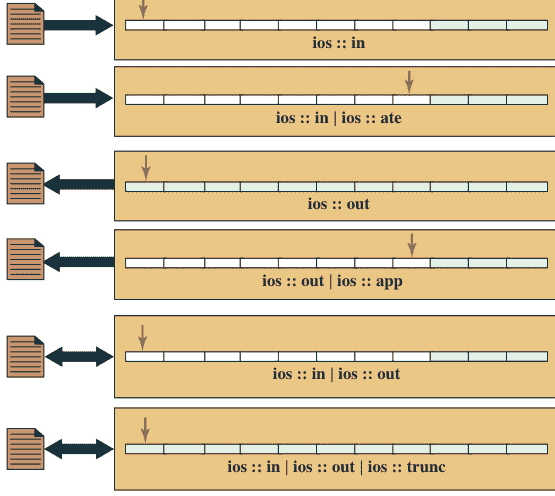 ios :: in
ios :: in | ios :: ate
ios :: out
ios :: out | ios :: app
ios :: in | ios :: out
ios :: in | ios :: out | ios :: trunc